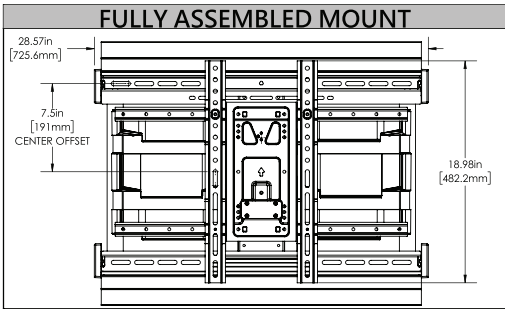 FULLY ASSEMBLED MOUNT
28.57in
[725.6mm]
7.5in
[191mm]
CENTER OFFSET
18.98in
[482.2mm]